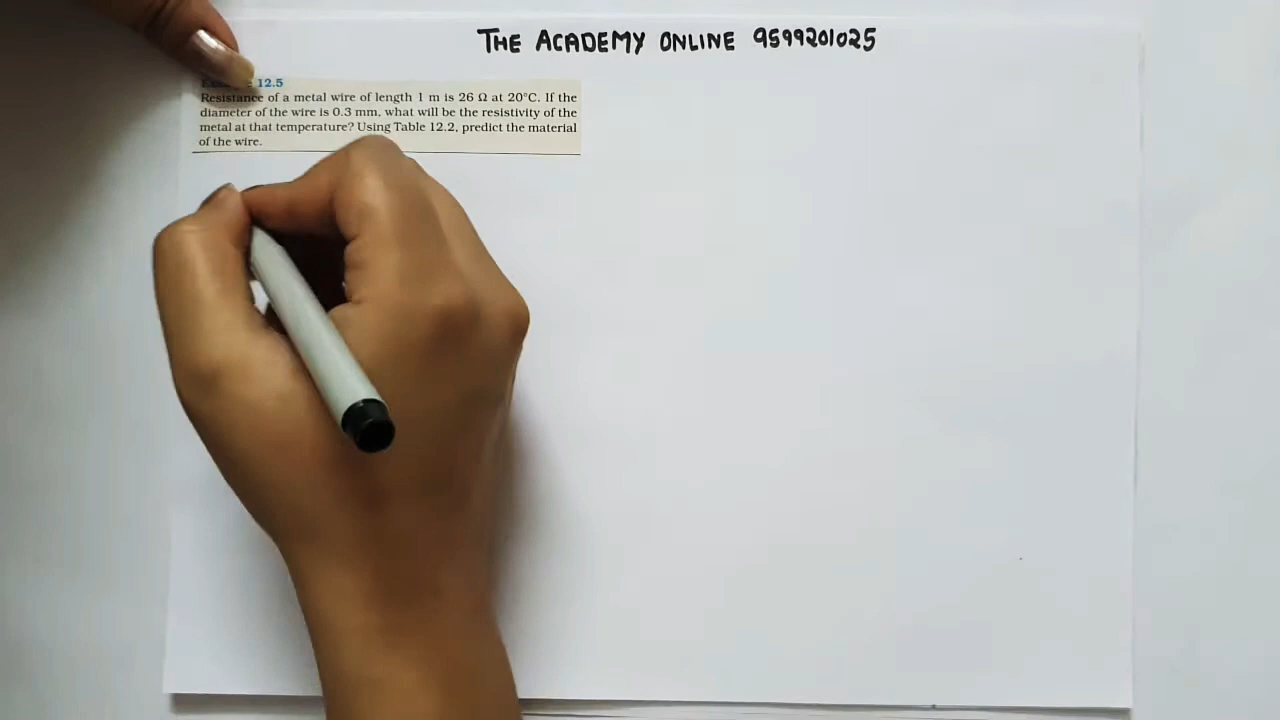 THE ACADEMY ONLINE 9599201025
12.5
Resistance of a metal wire of length 1 m is 26 Ω at 20°C. If the
diameter of the wire is 0.3 mm, what will be the resistivity of the
metal at that temperature? Using Table 12.2, predict the material
of the wire.